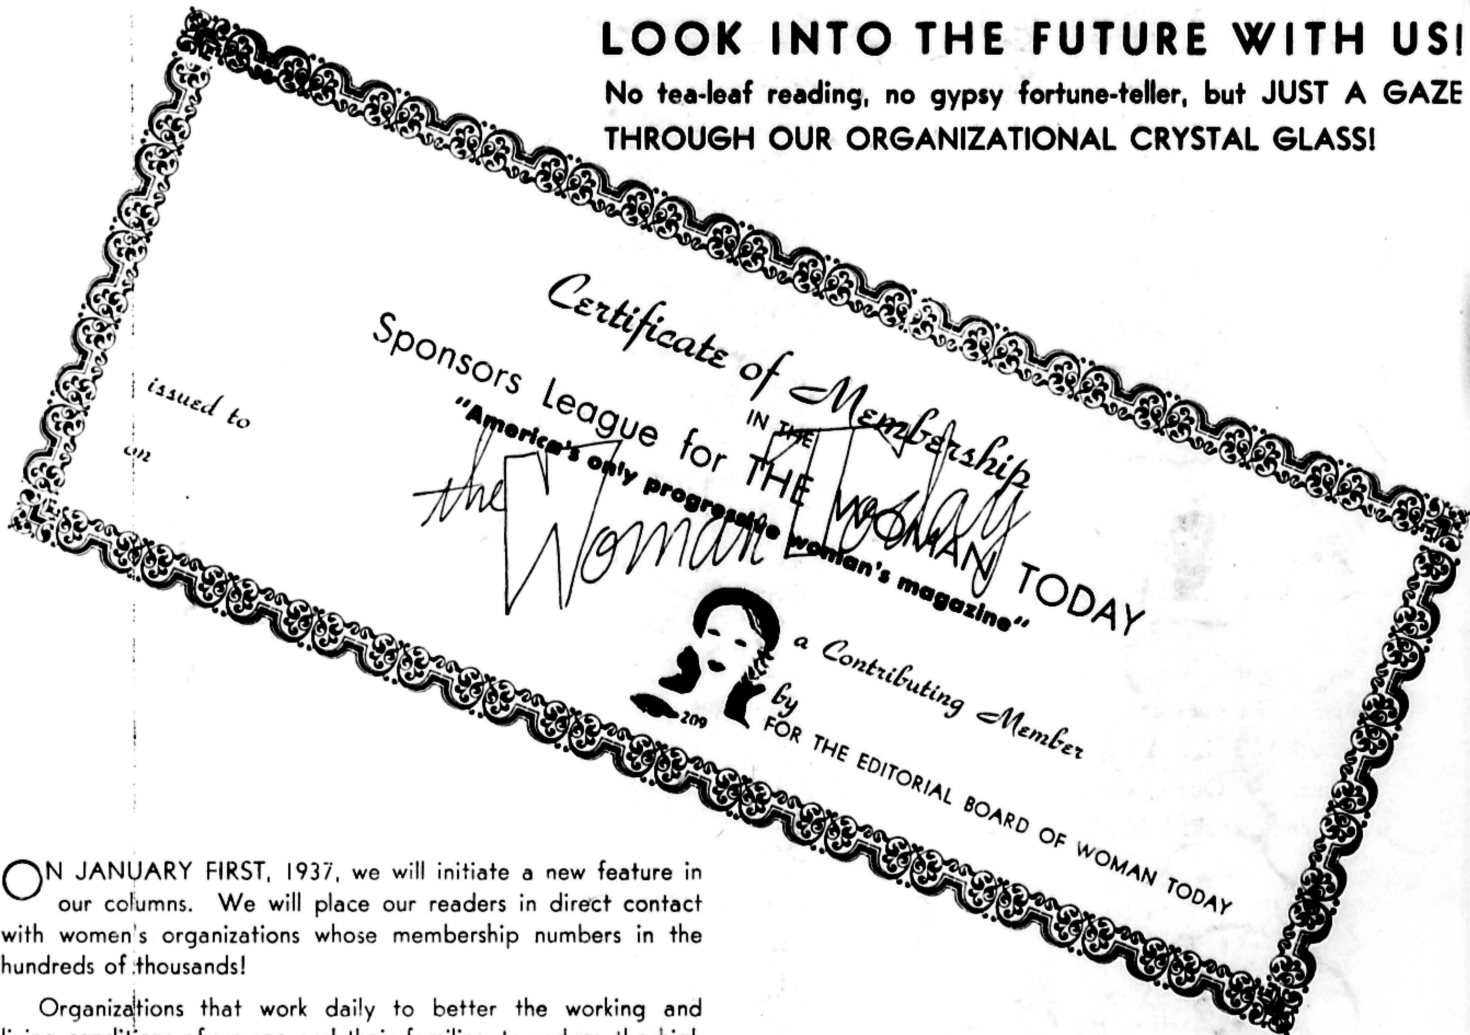 LOOK INTO THE FUTURE WITH US!
No tea-leaf reading, no gypsy fortune-teller, but JUST A GAZE
THROUGH OUR ORGANIZATIONAL CRYSTAL GLASS!
Certificate of Membership
IN THE
Sponsors League for THE WOMAN TODAY
"America's only progressive woman's magazine"
the Woman Today
issued to
on
a Contributing Member
by
FOR THE EDITORIAL BOARD OF WOMAN TODAY
209
ON JANUARY FIRST, 1937, we will initiate a new feature in
our columns. We will place our readers in direct contact
with women's organizations whose membership numbers in the
hundreds of thousands!
Organizations that work daily to better the working and